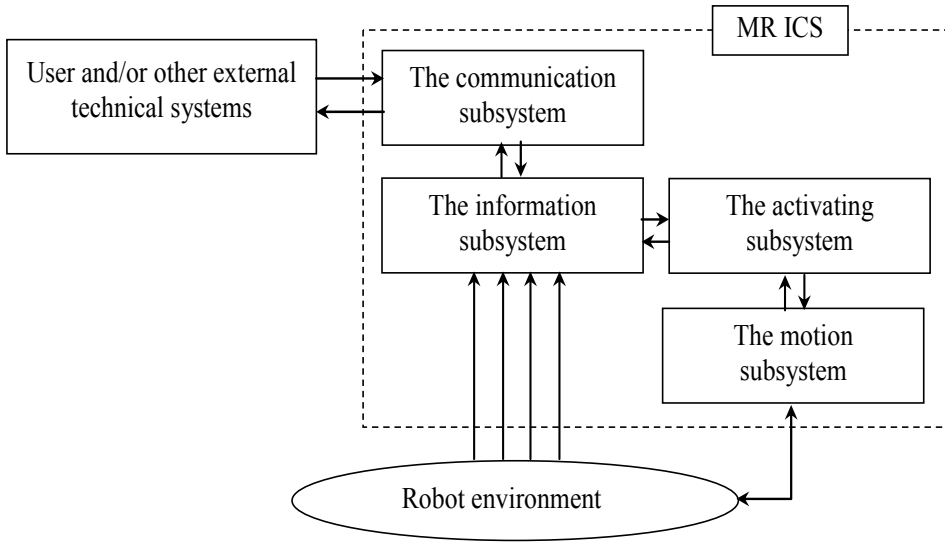 MR ICS
User and/or other external
technical systems
The communication
subsystem
The information
subsystem
The activating
subsystem
The motion
subsystem
Robot environment